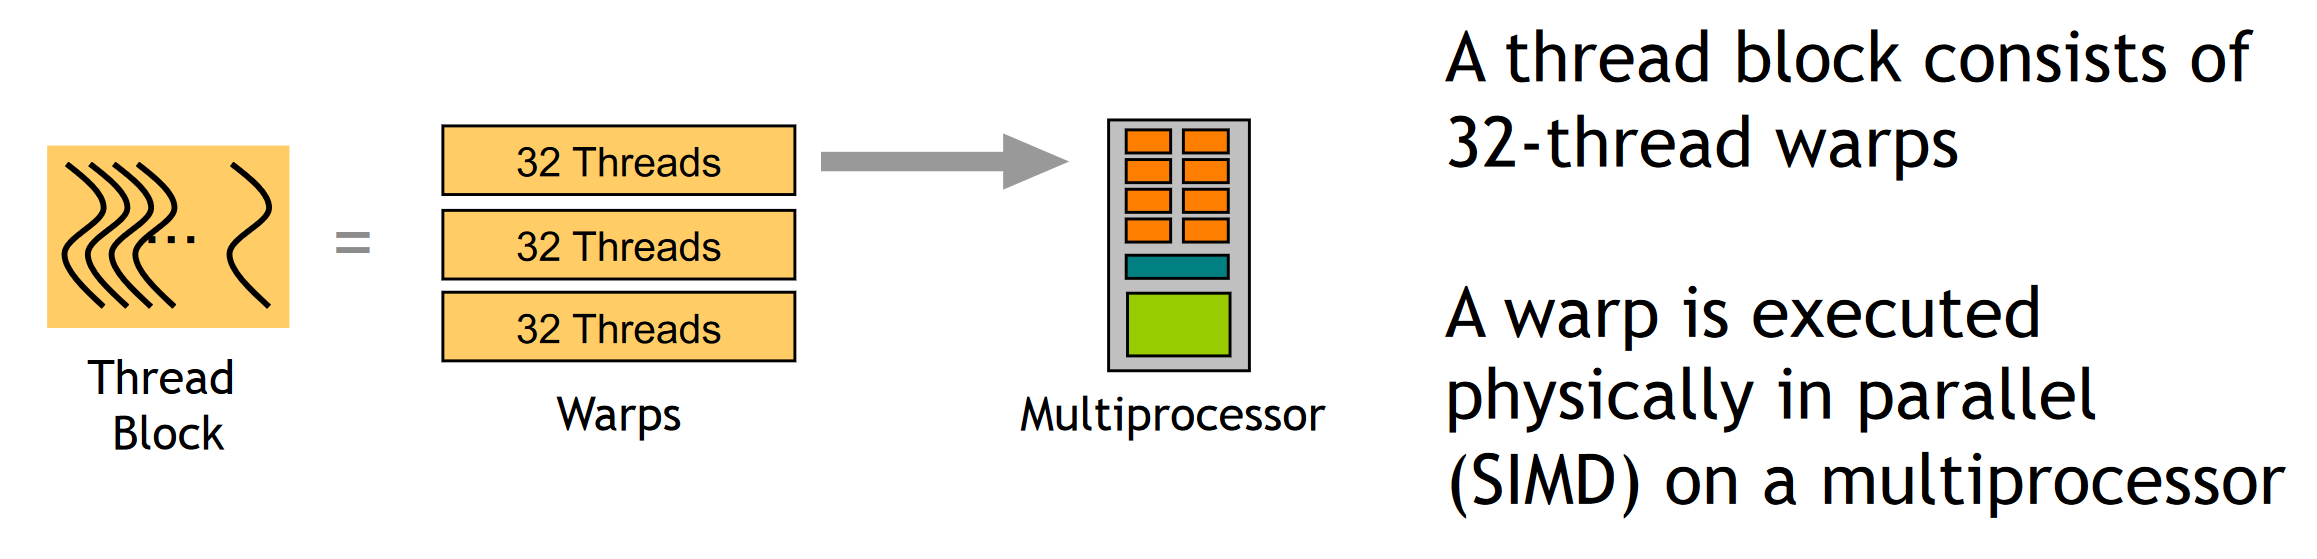 Thread
Block
=
32 Threads
32 Threads
32 Threads
Warps
Multiprocessor
A thread block consists of
32-thread warps
A warp is executed
physically in parallel
(SIMD) on a multiprocessor